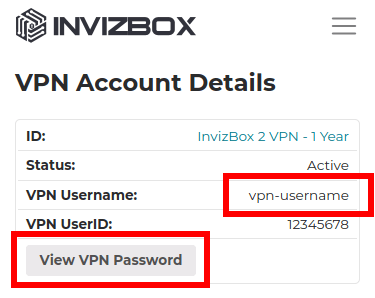 INVIZBOX
VPN Account Details
ID: InvizBox 2 VPN - 1 Year
Status: Active
VPN Username: vpn-username
VPN UserID: 12345678
View VPN Password